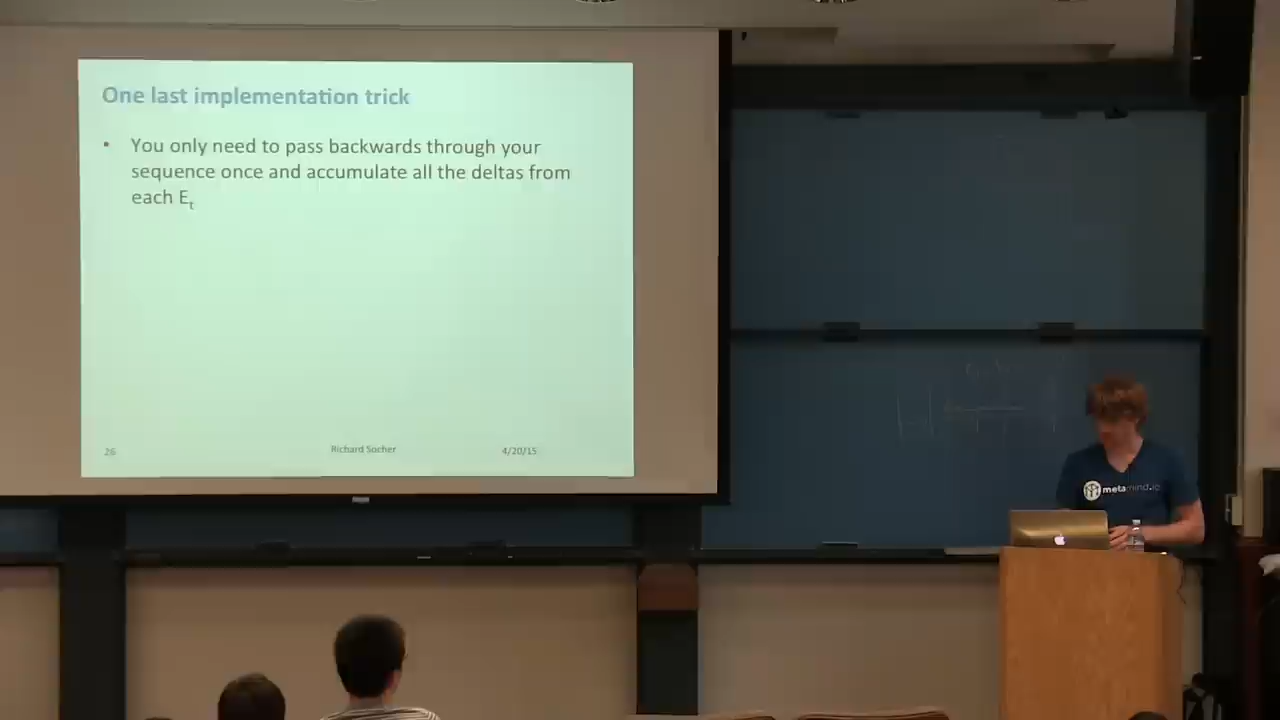 One last implementation trick
• You only need to pass backwards through your
sequence once and accumulate all the deltas from
each Et
26 Richard Socher 4/20/15
metamind.io